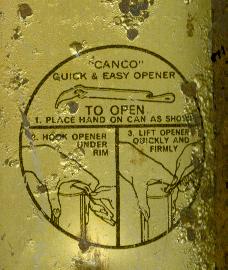 "CANCO"
QUICK & EASY OPENER
TO OPEN
1. PLACE HAND ON CAN AS SHOWN
2. HOOK OPENER
UNDER
RIM
3. LIFT OPENER
QUICKLY AND
FIRMLY